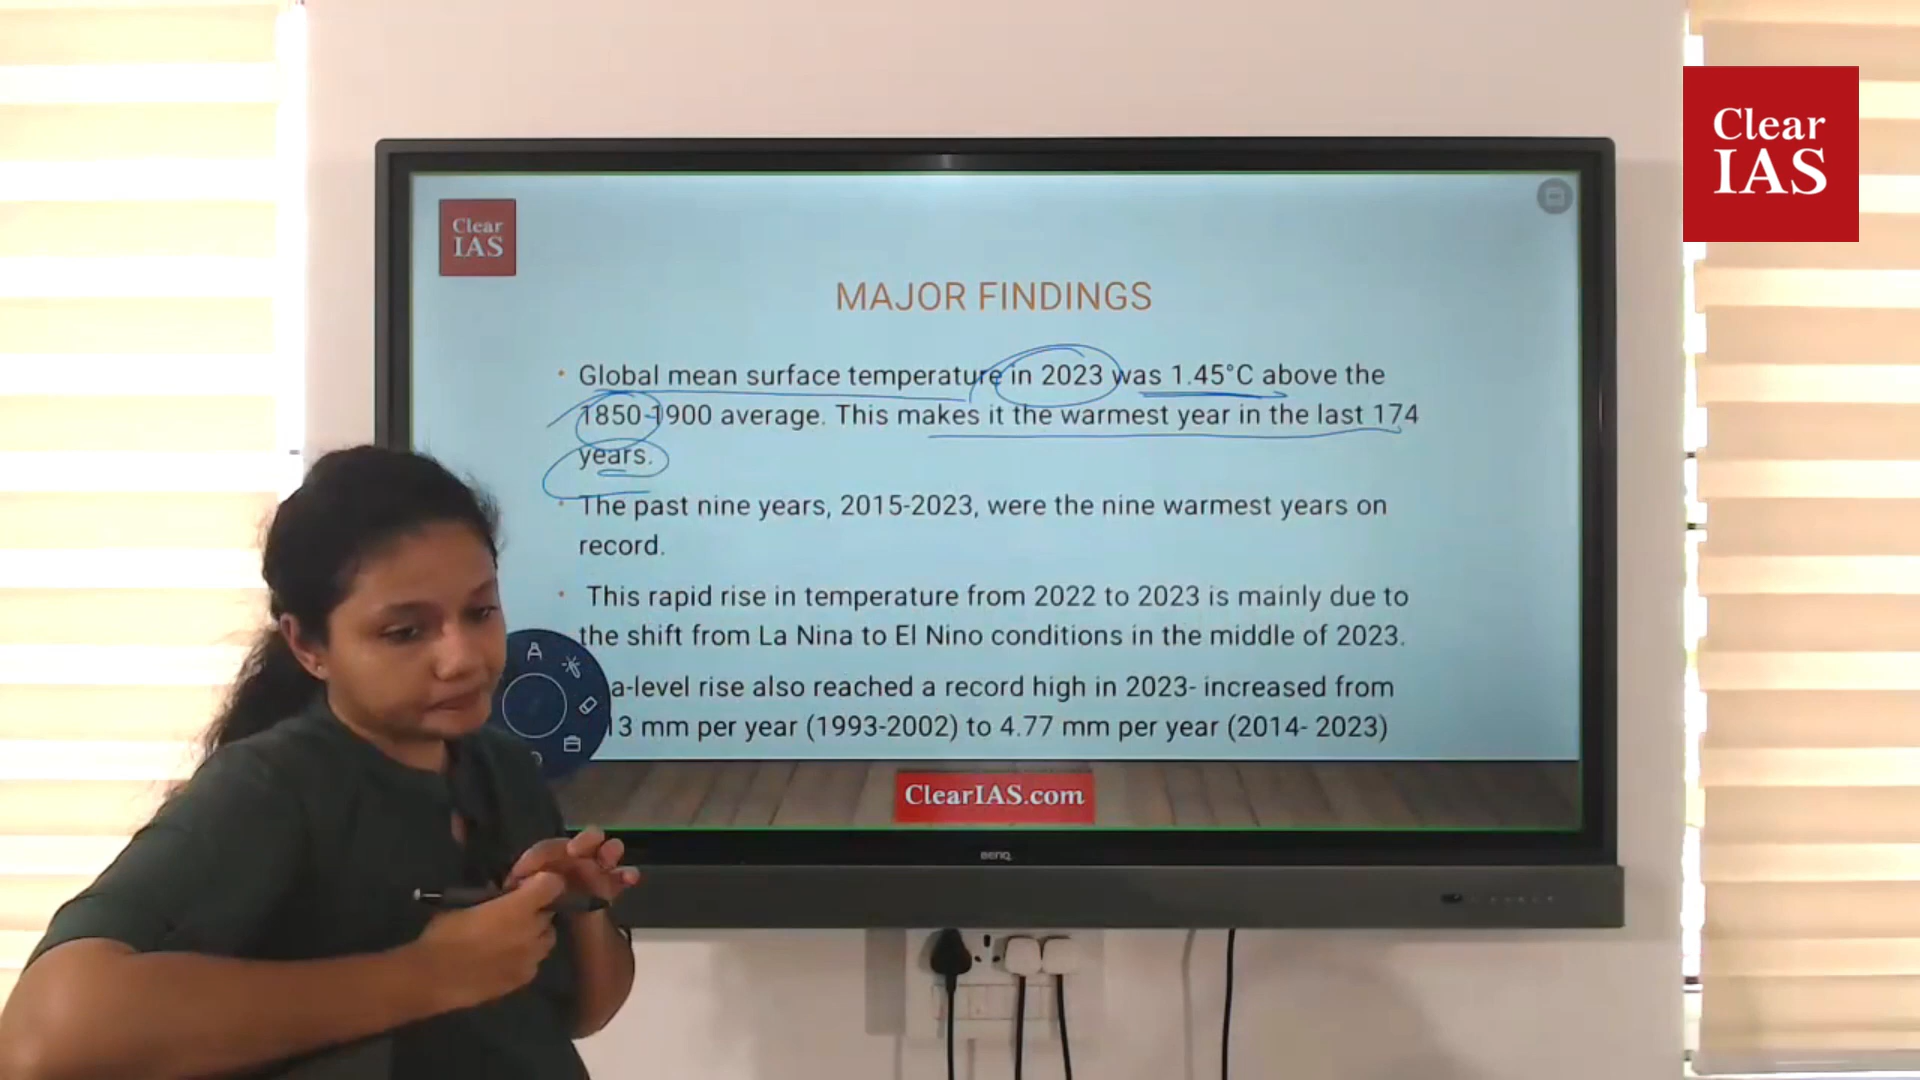 Clear
IAS
Clear
IAS
MAJOR FINDINGS
• Global mean surface temperature in 2023 was 1.45°C above the
1850-1900 average. This makes it the warmest year in the last 174
years.
• The past nine years, 2015-2023, were the nine warmest years on
record.
• This rapid rise in temperature from 2022 to 2023 is mainly due to
the shift from La Nina to El Nino conditions in the middle of 2023.
a-level rise also reached a record high in 2023- increased from
13 mm per year (1993-2002) to 4.77 mm per year (2014- 2023)
ClearIAS.com
BenQ